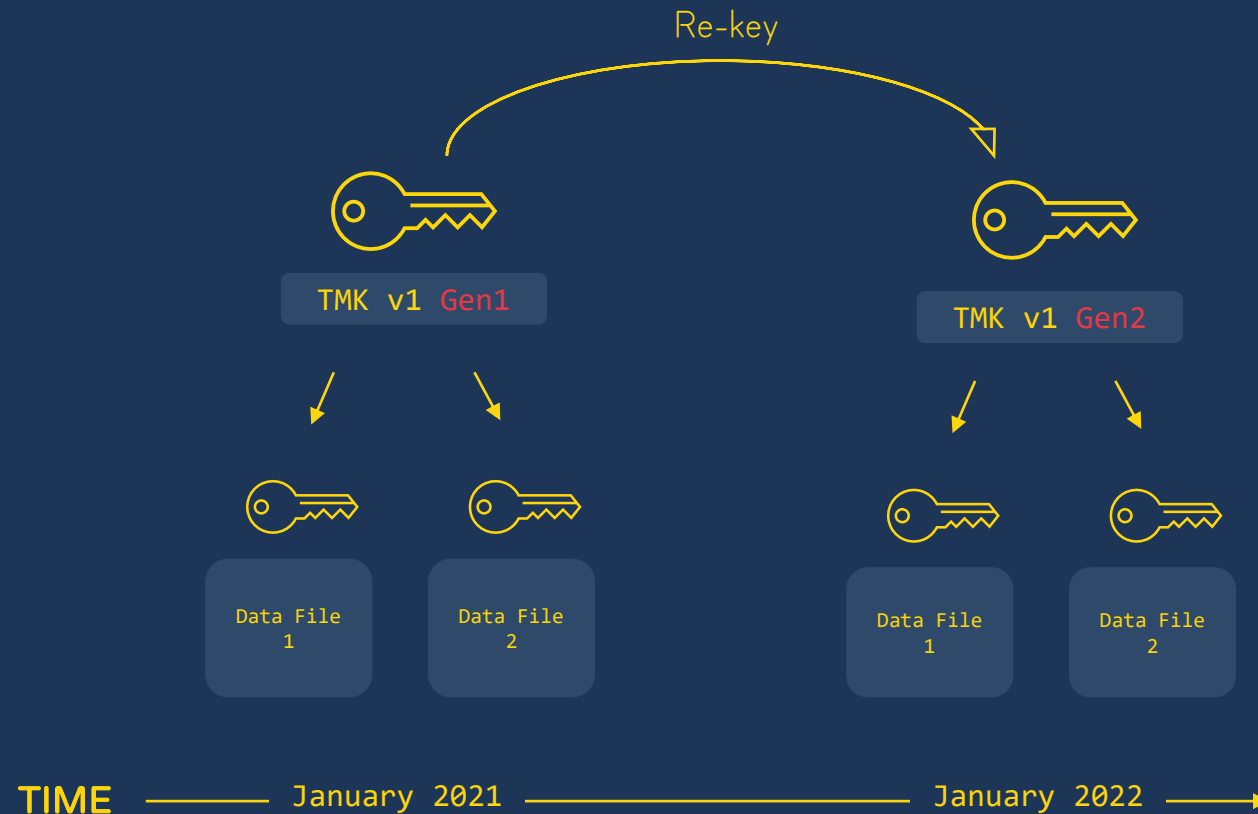 Re-key
TMK v1 Gen1
TMK v1 Gen2
Data File
1
Data File
2
Data File
1
Data File
2
TIME
January 2021
January 2022